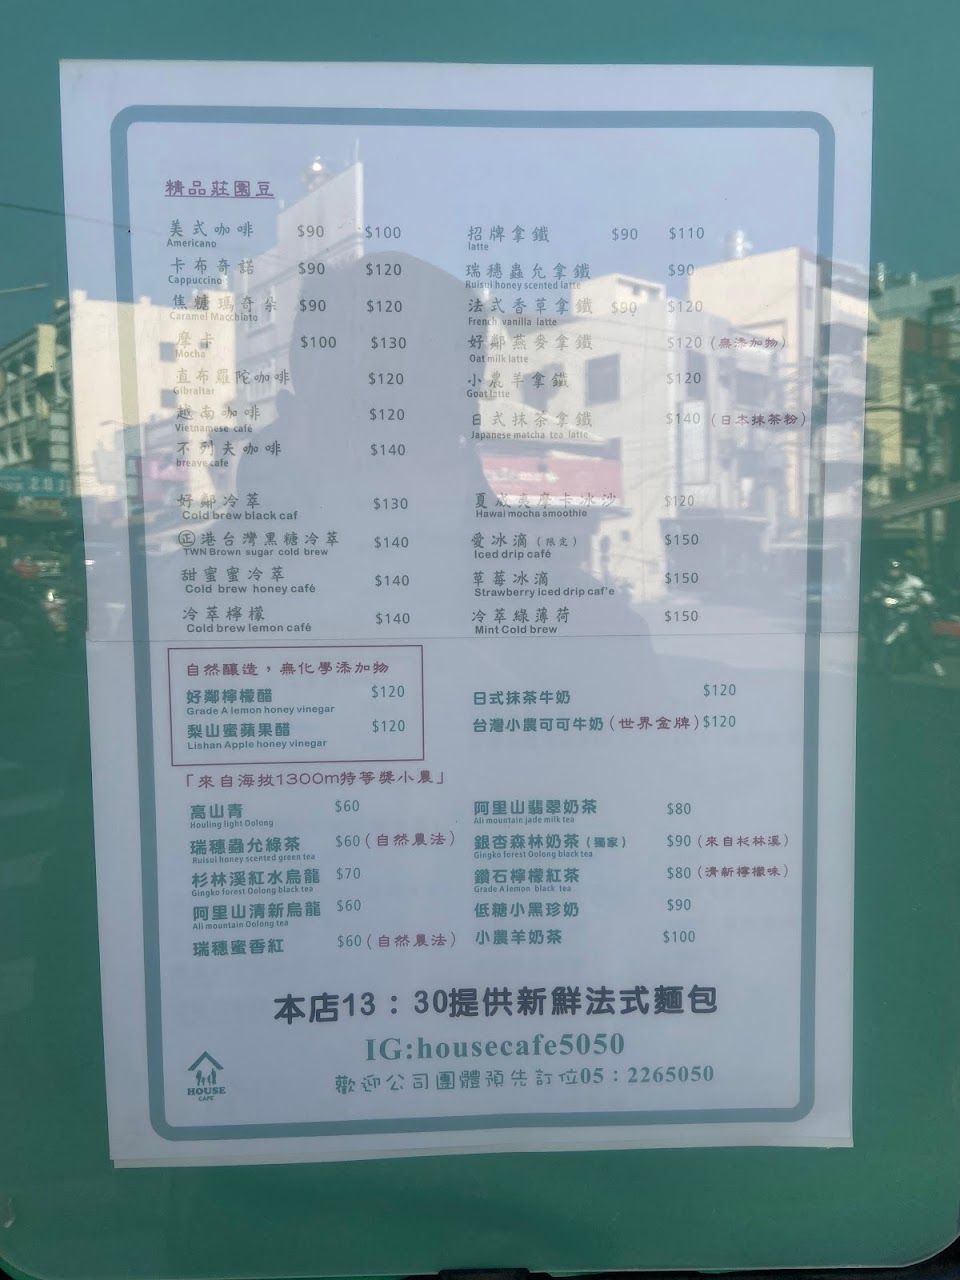 精品莊園豆
美式咖啡 $90 $100
Americano
卡布奇諾 $90 $120
Cappuccino
焦糖瑪奇朵 $90 $120
Caramel Macchiato
摩卡 $100 $130
Mocha
直布羅陀咖啡 $120
Gibraltar
越南咖啡 $120
Vietnamese café
不列夫咖啡 $140
breave cafe
好鄰冷萃 $130
Cold brew black caf
正港台灣黑糖冷萃 $140
TWN Brown sugar cold brew
甜蜜蜜冷萃 $140
Cold brew honey café
冷萃檸檬 $140
Cold brew lemon café
招牌拿鐵 $90 $110
latte
瑞穗蟲允拿鐵 $90
Ruisui honey scented latte
法式香草拿鐵 $90 $120
French vanilla latte
好鄰燕麥拿鐵 $120 (無添加物)
Oat milk latte
小農羊拿鐵 $120
Goat latte
日式抹茶拿鐵 $140 (日本抹茶粉)
Japanese matcha tea latte
夏威夷摩卡冰沙 $120
Hawai mocha smoothie
愛冰滴 (限定) $150
Iced drip café
草莓冰滴 $150
Strawberry iced drip caf'e
冷萃綠薄荷 $150
Mint Cold brew
自然釀造，無化學添加物
好鄰檸檬醋 $120
Grade A lemon honey vinegar
梨山蜜蘋果醋 $120
Lishan Apple honey vinegar
日式抹茶牛奶 $120
台灣小農可可牛奶(世界金牌) $120
「來自海拔1300m特等獎小農」
高山青 $60
Houling light Oolong
瑞穗蟲允綠茶 $60 (自然農法)
Ruisui honey scented green tea
杉林溪紅水烏龍 $70
Gingko forest Oolong black tea
阿里山清新烏龍 $60
Ali mountain Oolong tea
瑞穗蜜香紅 $60 (自然農法)
阿里山翡翠奶茶 $80
Ali mountain jade milk tea
銀杏森林奶茶 (獨家) $90 (來自杉林溪)
Gingko forest Oolong black tea
鑽石檸檬紅茶 $80 (清新檸檬味)
Grade A lemon black tea
低糖小黑珍奶 $90
小農羊奶茶 $100
本店13：30提供新鮮法式麵包
IG:housecafe5050
歡迎公司團體預先訂位05：2265050
HOUSE
CAFE